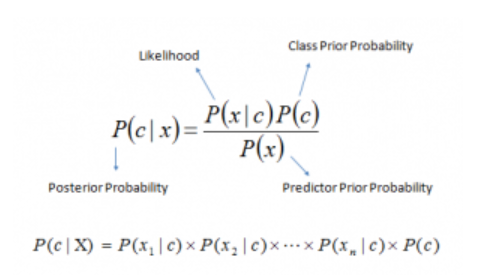 Likelihood
Class Prior Probability
P(c | x) = P(x | c)P(c) / P(x)
Posterior Probability
Predictor Prior Probability
P(c | X) = P(x₁ | c) × P(x₂ | c) × ··· × P(xₙ | c) × P(c)